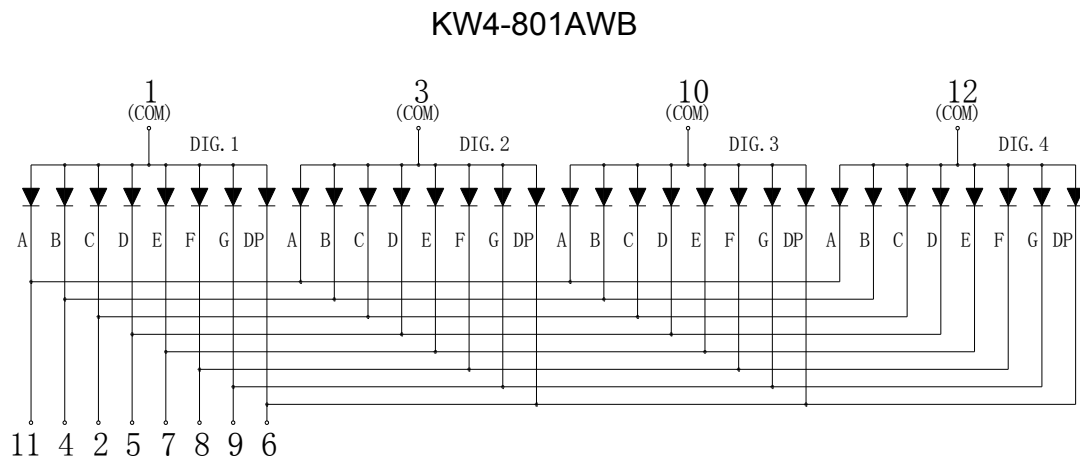 KW4-801AWB
1 3 10 12
(COM) (COM) (COM) (COM)
DIG.1 DIG.2 DIG.3 DIG.4
A B C D E F G DP A B C D E F G DP A B C D E F G DP A B C D E F G DP
11 4 2 5 7 8 9 6